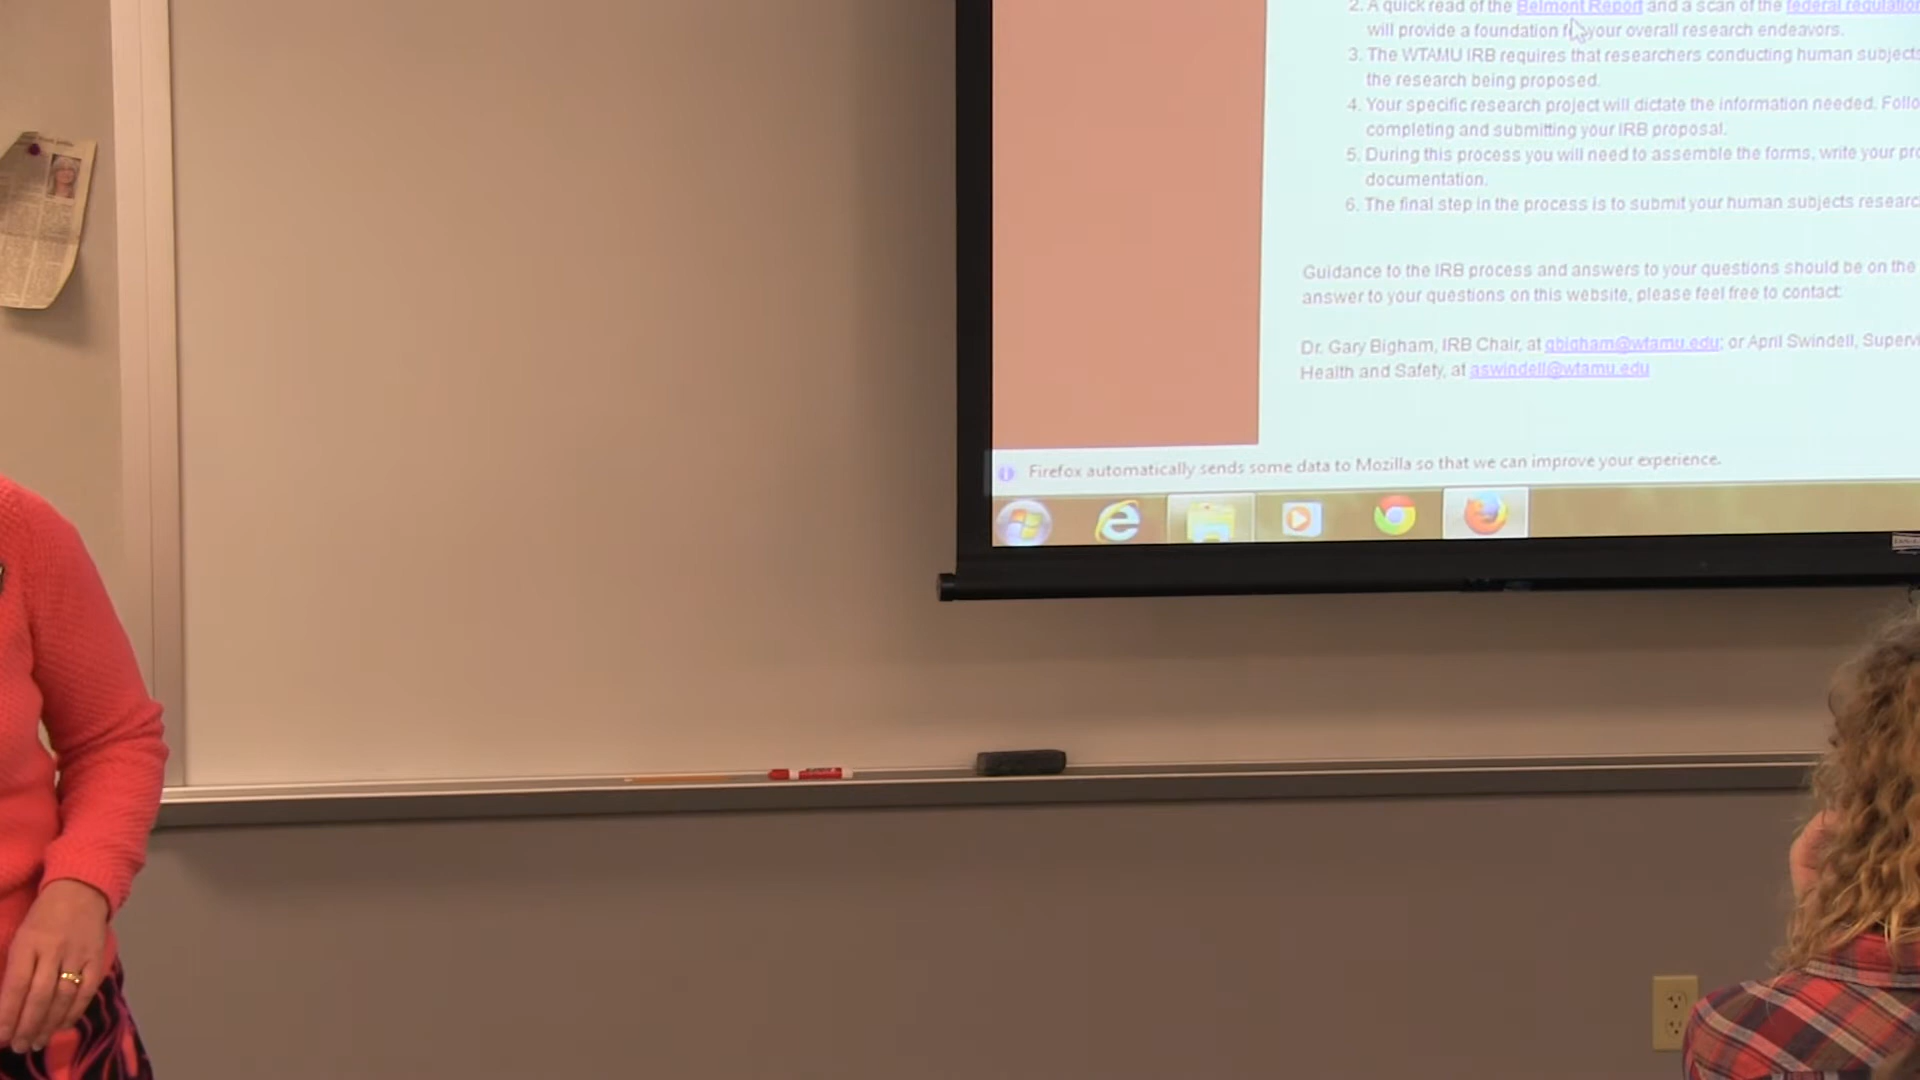 2. A quick read of the Belmont Report and a scan of the federal regulation
will provide a foundation your overall research endeavors.
3. The WTAMU IRB requires that researchers conducting human subjects
the research being proposed.
4. Your specific research project will dictate the information needed. Follo
completing and submitting your IRB proposal.
5. During this process you will need to assemble the forms, write your pro
documentation.
6. The final step in the process is to submit your human subjects researc
Guidance to the IRB process and answers to your questions should be on the
answer to your questions on this website, please feel free to contact:
Dr. Gary Bigham, IRB Chair, at gbigham@wtamu.edu; or April Swindell, Supervi
Health and Safety, at aswindell@wtamu.edu
Firefox automatically sends some data to Mozilla so that we can improve your experience.